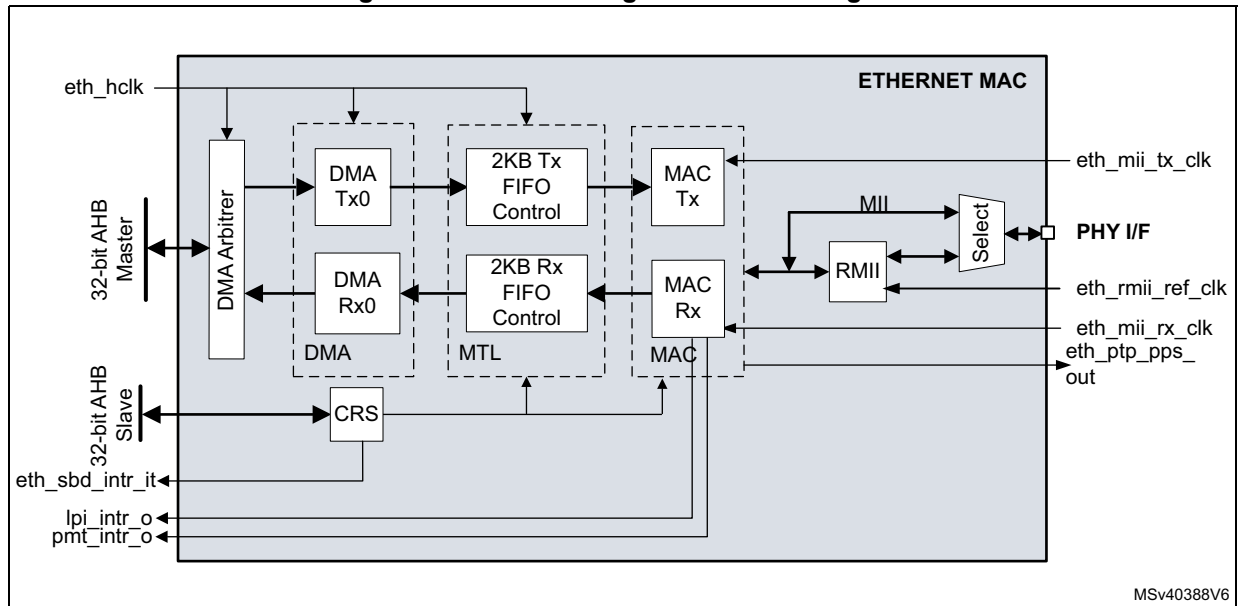 ETHERNET MAC
eth_hclk
DMA Arbitrer
DMA
Tx0
2KB Tx
FIFO
Control
MAC
Tx
eth_mii_tx_clk
32-bit AHB
Master
MII
Select
PHY I/F
DMA
Rx0
2KB Rx
FIFO
Control
MAC
Rx
RMII
eth_rmii_ref_clk
eth_mii_rx_clk
DMA
MTL
MAC
eth_ptp_pps_
out
32-bit AHB
Slave
CRS
eth_sbd_intr_it
lpi_intr_o
pmt_intr_o
MSv40388V6